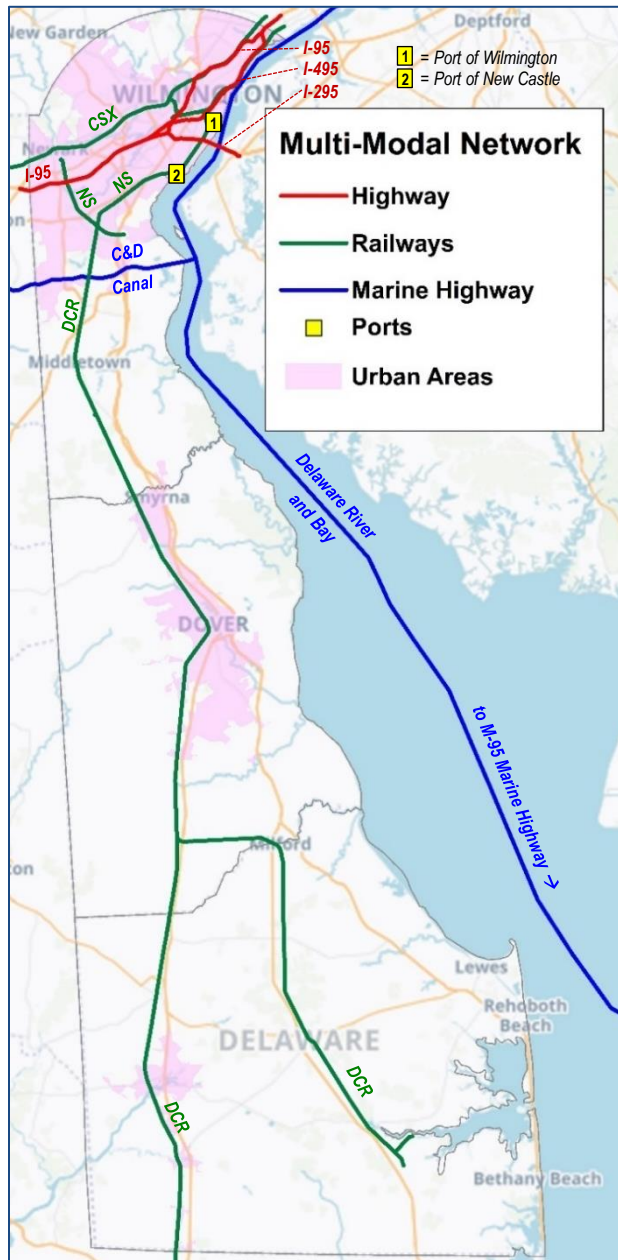 New Garden
Deptford
I-95
1 = Port of Wilmington
I-495
2 = Port of New Castle
I-295
WILMINGTON
1
CSX
Newark
I-95
NS
NS
2
Multi-Modal Network
Highway
Railways
Marine Highway
Ports
Urban Areas
C&D
Canal
DCR
Middletown
Delaware River
and Bay
Smyrna
DOVER
to M-95 Marine Highway →
Milford
ton
Lewes
Rehoboth
Beach
DELAWARE
DCR
DCR
Bethany Beach